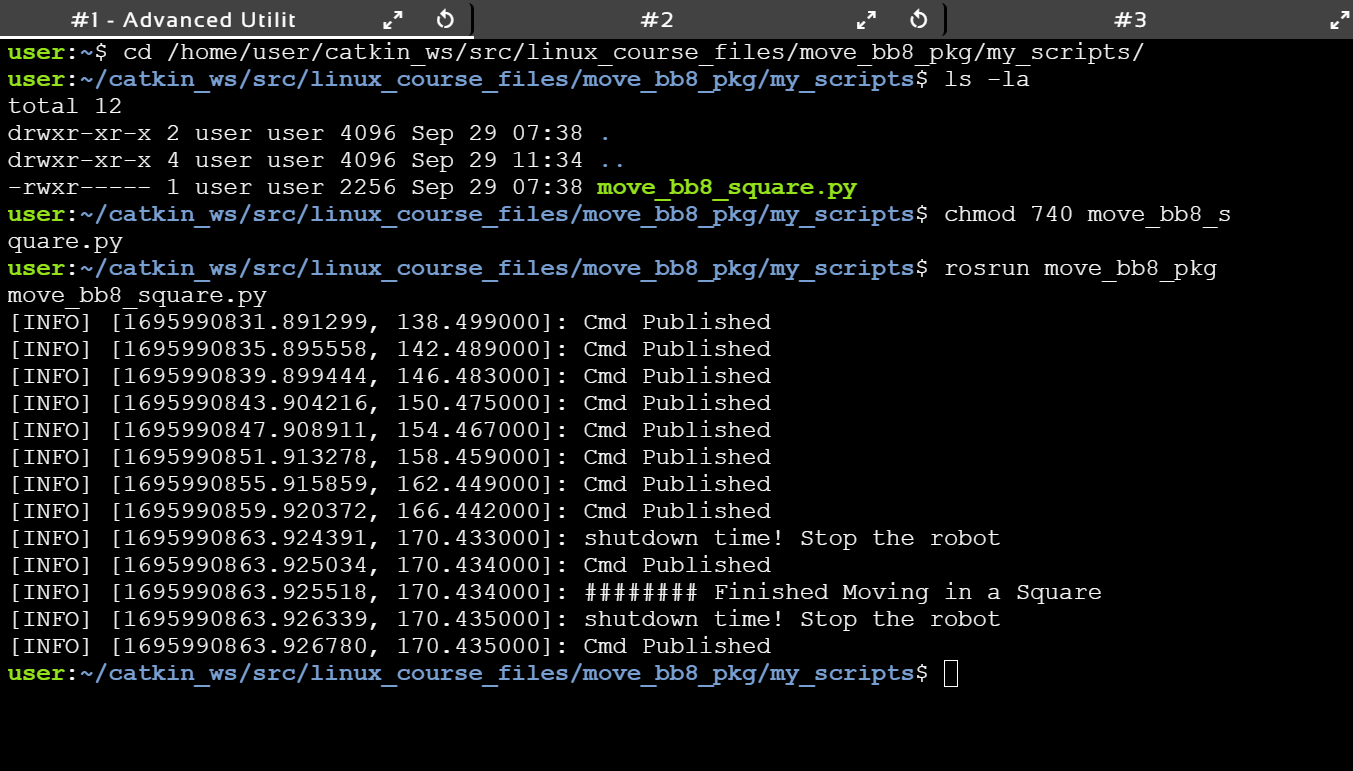 #1 - Advanced Utilit #2 #3
user:~$ cd /home/user/catkin_ws/src/linux_course_files/move_bb8_pkg/my_scripts/
user:~/catkin_ws/src/linux_course_files/move_bb8_pkg/my_scripts$ ls -la
total 12
drwxr-xr-x 2 user user 4096 Sep 29 07:38 .
drwxr-xr-x 4 user user 4096 Sep 29 11:34 ..
-rwxr----- 1 user user 2256 Sep 29 07:38 move_bb8_square.py
user:~/catkin_ws/src/linux_course_files/move_bb8_pkg/my_scripts$ chmod 740 move_bb8_s
quare.py
user:~/catkin_ws/src/linux_course_files/move_bb8_pkg/my_scripts$ rosrun move_bb8_pkg
move_bb8_square.py
[INFO] [1695990831.891299, 138.499000]: Cmd Published
[INFO] [1695990835.895558, 142.489000]: Cmd Published
[INFO] [1695990839.899444, 146.483000]: Cmd Published
[INFO] [1695990843.904216, 150.475000]: Cmd Published
[INFO] [1695990847.908911, 154.467000]: Cmd Published
[INFO] [1695990851.913278, 158.459000]: Cmd Published
[INFO] [1695990855.915859, 162.449000]: Cmd Published
[INFO] [1695990859.920372, 166.442000]: Cmd Published
[INFO] [1695990863.924391, 170.433000]: shutdown time! Stop the robot
[INFO] [1695990863.925034, 170.434000]: Cmd Published
[INFO] [1695990863.925518, 170.434000]: ######## Finished Moving in a Square
[INFO] [1695990863.926339, 170.435000]: shutdown time! Stop the robot
[INFO] [1695990863.926780, 170.435000]: Cmd Published
user:~/catkin_ws/src/linux_course_files/move_bb8_pkg/my_scripts$